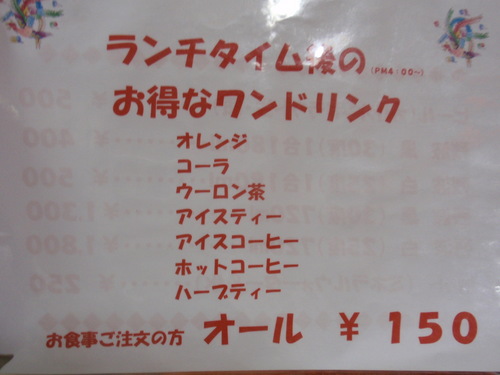 ランチタイム後の (PM4:00〜)
お得なワンドリンク
オレンジ
コーラ
ウーロン茶
アイスティー
アイスコーヒー
ホットコーヒー
ハーブティー
お食事ご注文の方 オール ￥150